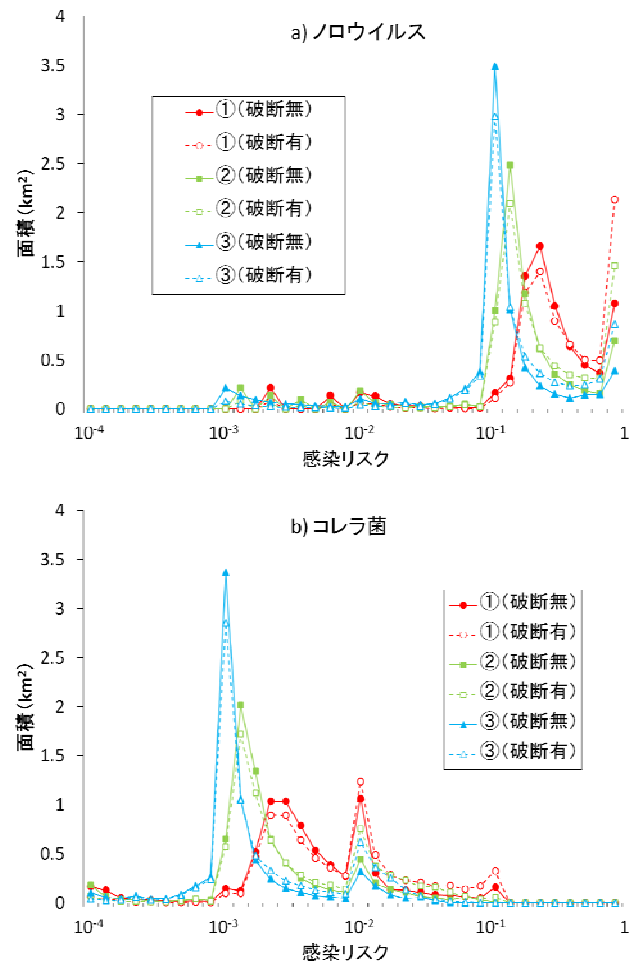 a) ノロウイルス
4
3.5
3
2.5
2
1.5
1
0.5
0
面積(km²)
①(破断無)
①(破断有)
②(破断無)
②(破断有)
③(破断無)
③(破断有)
10⁻⁴ 10⁻³ 10⁻² 10⁻¹ 1
感染リスク
b) コレラ菌
4
3.5
3
2.5
2
1.5
1
0.5
0
面積(km²)
①(破断無)
①(破断有)
②(破断無)
②(破断有)
③(破断無)
③(破断有)
10⁻⁴ 10⁻³ 10⁻² 10⁻¹ 1
感染リスク